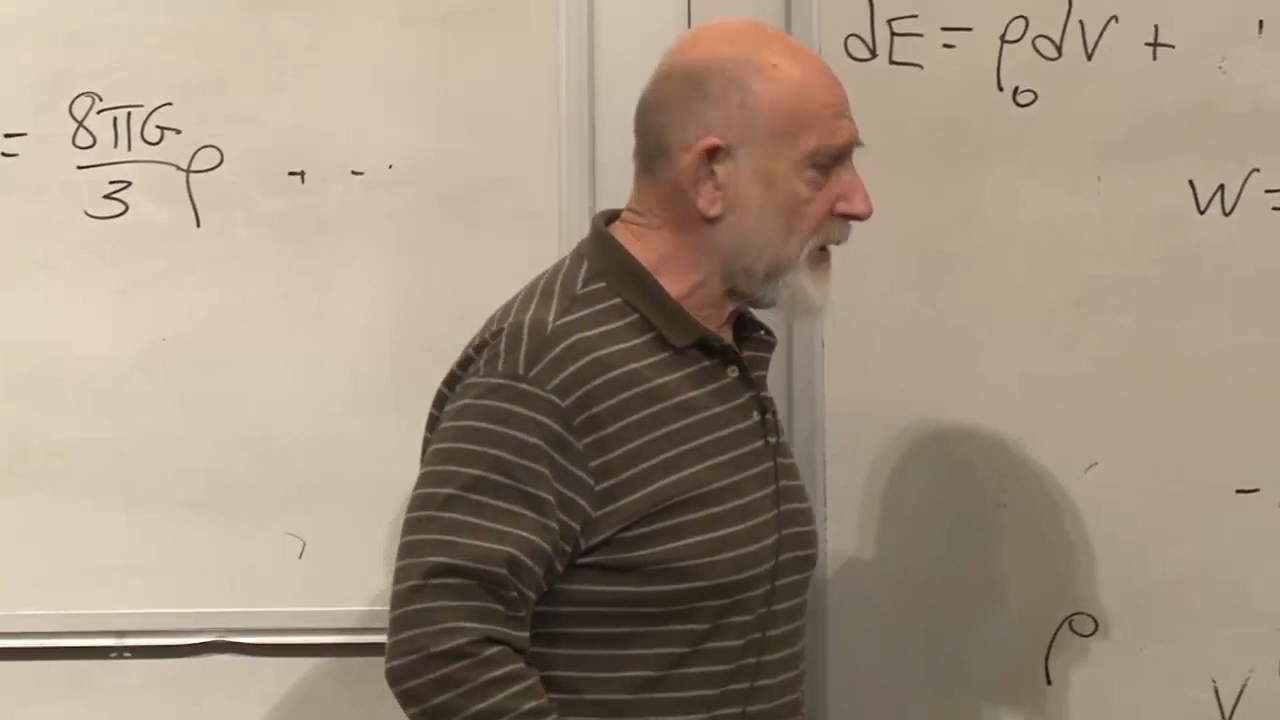 = 8πG/3 ρ + - ·
dE = ρ₀dV +
w =
-
ρ
V